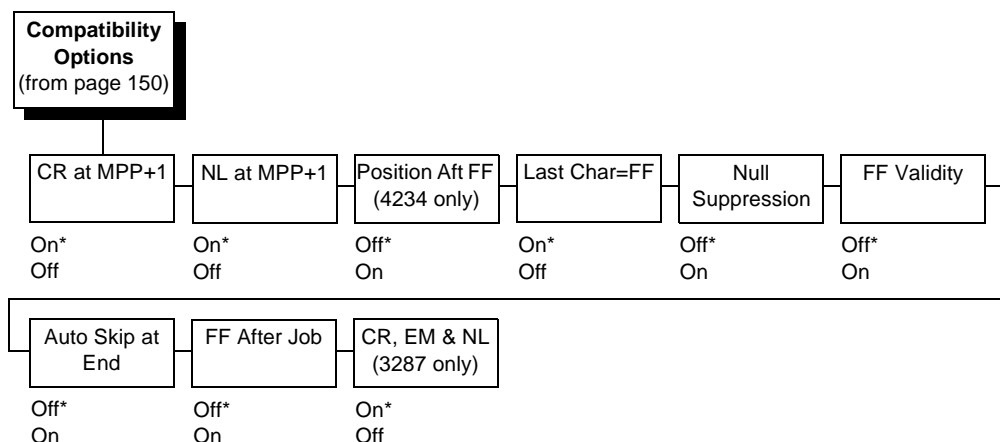 Compatibility
Options
(from page 150)
CR at MPP+1
On*
Off
NL at MPP+1
On*
Off
Position Aft FF
(4234 only)
Off*
On
Last Char=FF
On*
Off
Null
Suppression
Off*
On
FF Validity
Off*
On
Auto Skip at
End
Off*
On
FF After Job
Off*
On
CR, EM & NL
(3287 only)
On*
Off